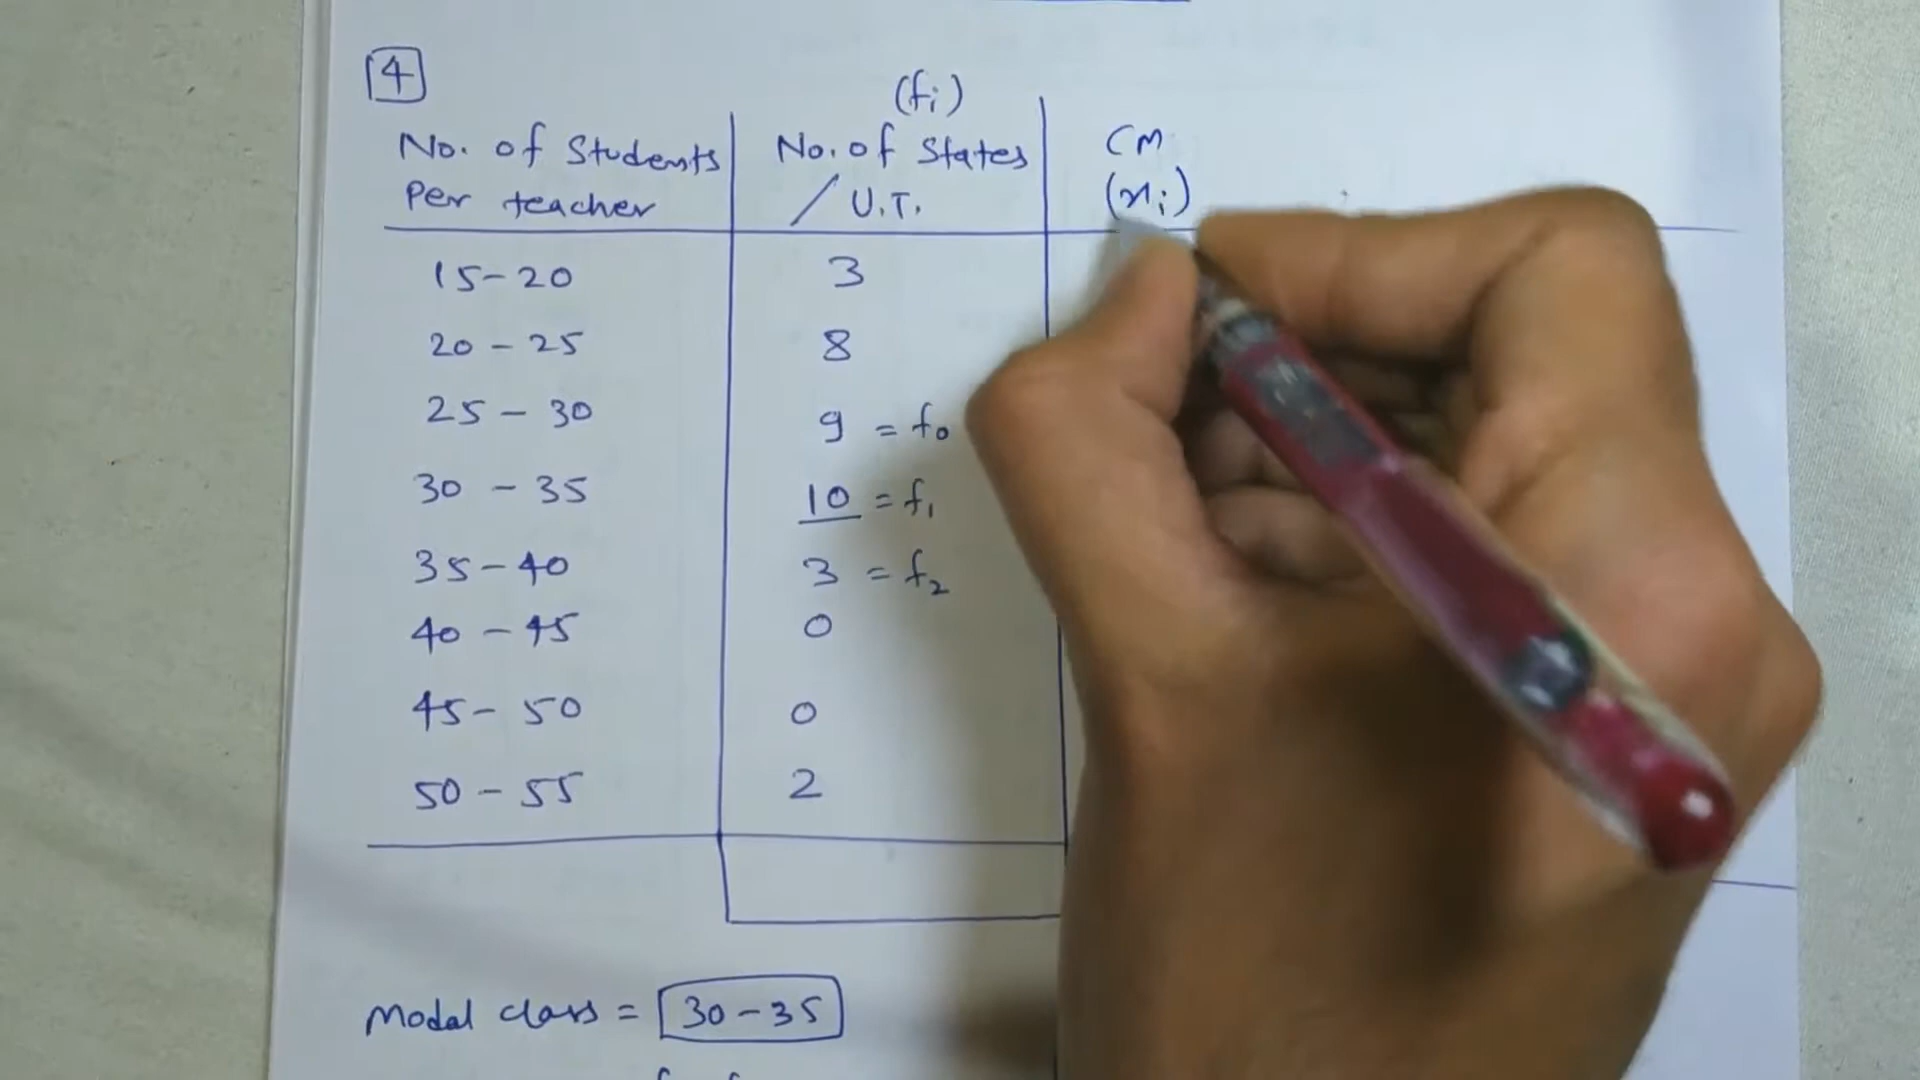 4
(fi)
No. of Students Per teacher
No. of States / U.T.
CM (xi)
15-20 3
20-25 8
25-30 9 = f0
30-35 10 = f1
35-40 3 = f2
40-45 0
45-50 0
50-55 2
Modal class = 30-35